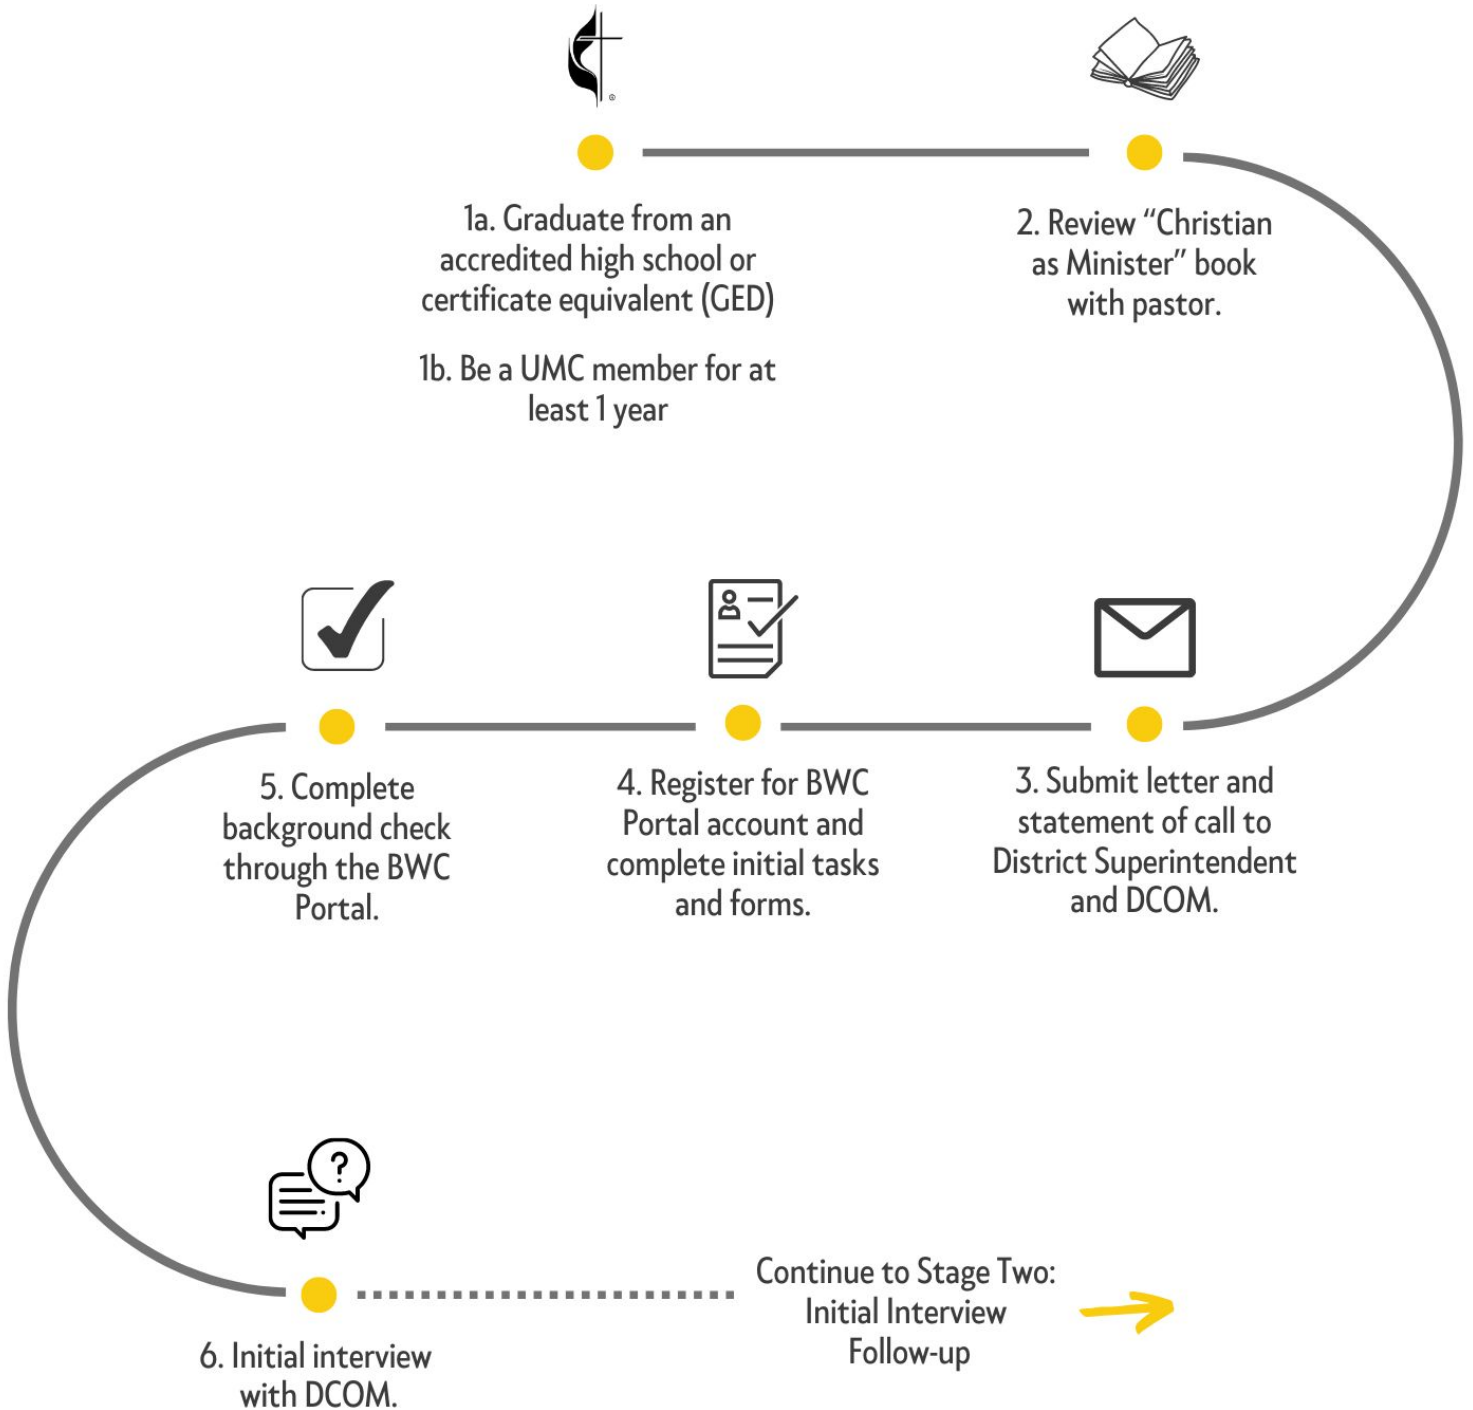 1a. Graduate from an
accredited high school or
certificate equivalent (GED)
1b. Be a UMC member for at
least 1 year
2. Review “Christian
as Minister” book
with pastor.
3. Submit letter and
statement of call to
District Superintendent
and DCOM.
4. Register for BWC
Portal account and
complete initial tasks
and forms.
5. Complete
background check
through the BWC
Portal.
?
6. Initial interview
with DCOM.
Continue to Stage Two:
Initial Interview
Follow-up